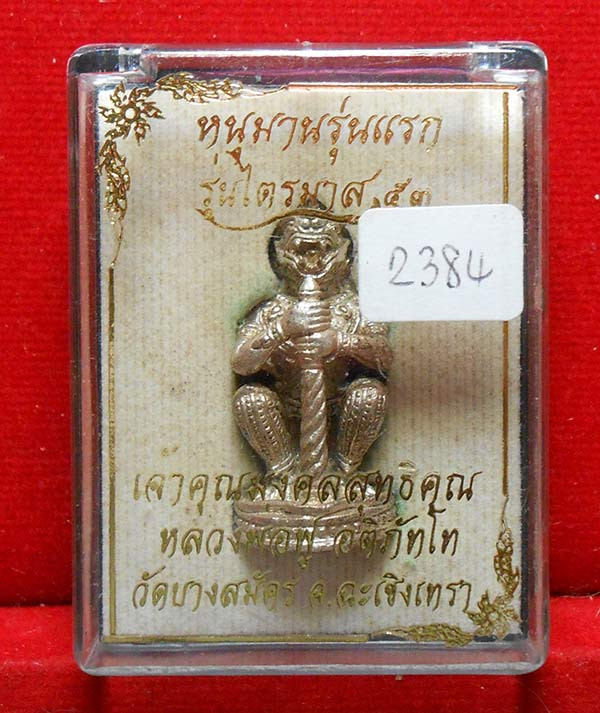 หนุมานรุ่นแรก
รุ่นไตรมาส ๕๓
2384
เจ้าคุณมงคลสุทธิคุณ
หลวงพ่อฟู อติภัทโท
วัดบางสมัคร จ.ฉะเชิงเทรา